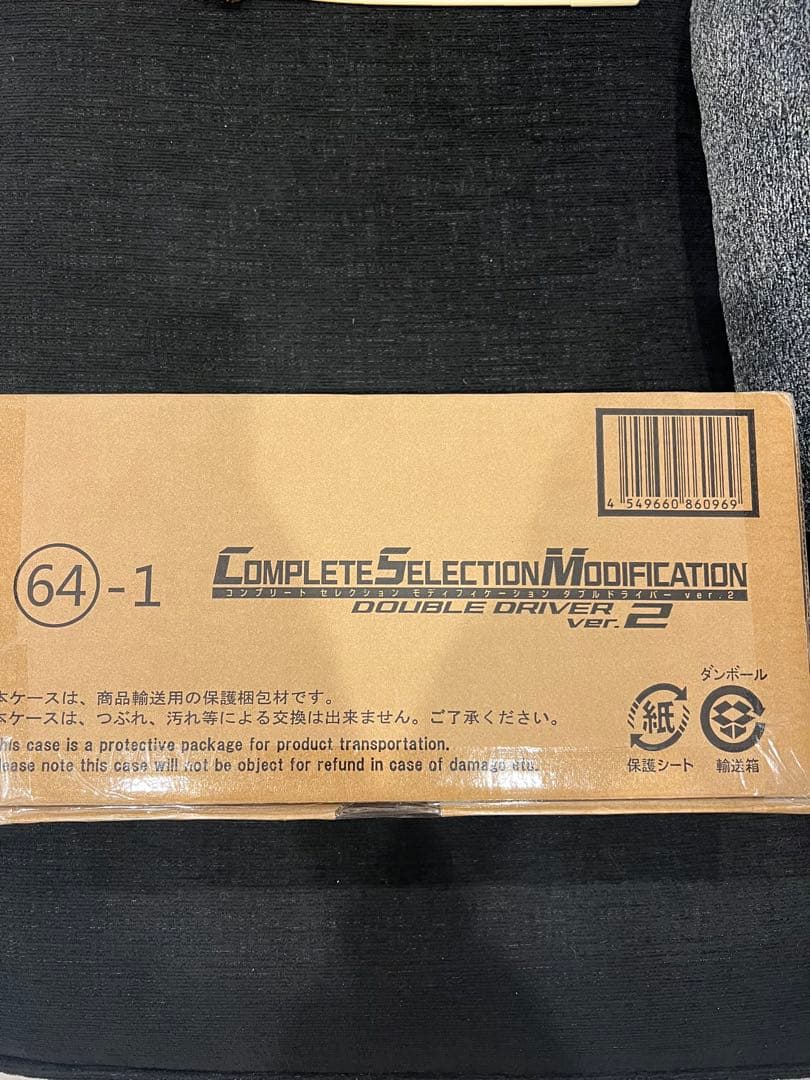 4 549660 860969
64-1
COMPLETE SELECTION MODIFICATION
コンプリート セレクション モディフィケーション ダブルドライバー ver.2
DOUBLE DRIVER
ver.2
本ケースは、商品輸送用の保護梱包材です。
本ケースは、つぶれ、汚れ等による交換は出来ません。ご了承ください。
This case is a protective package for product transportation.
Please note this case will not be object for refund in case of damage etc.
ダンボール
紙
保護シート
輸送箱